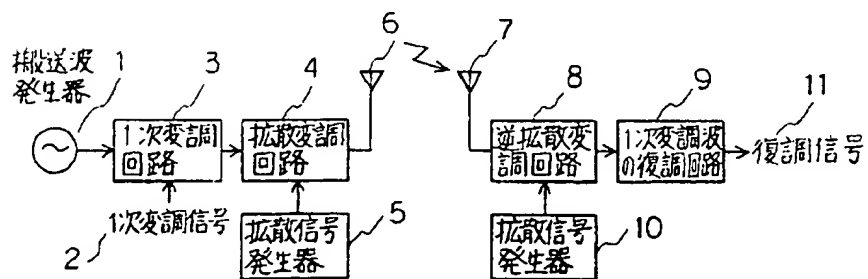 搬送波
発生器
1
3
1次変調
回路
2
1次変調信号
4
拡散変調
回路
5
拡散信号
発生器
6
7
8
逆拡散変
調回路
9
1次変調波
の復調回路
10
拡散信号
発生器
11
復調信号